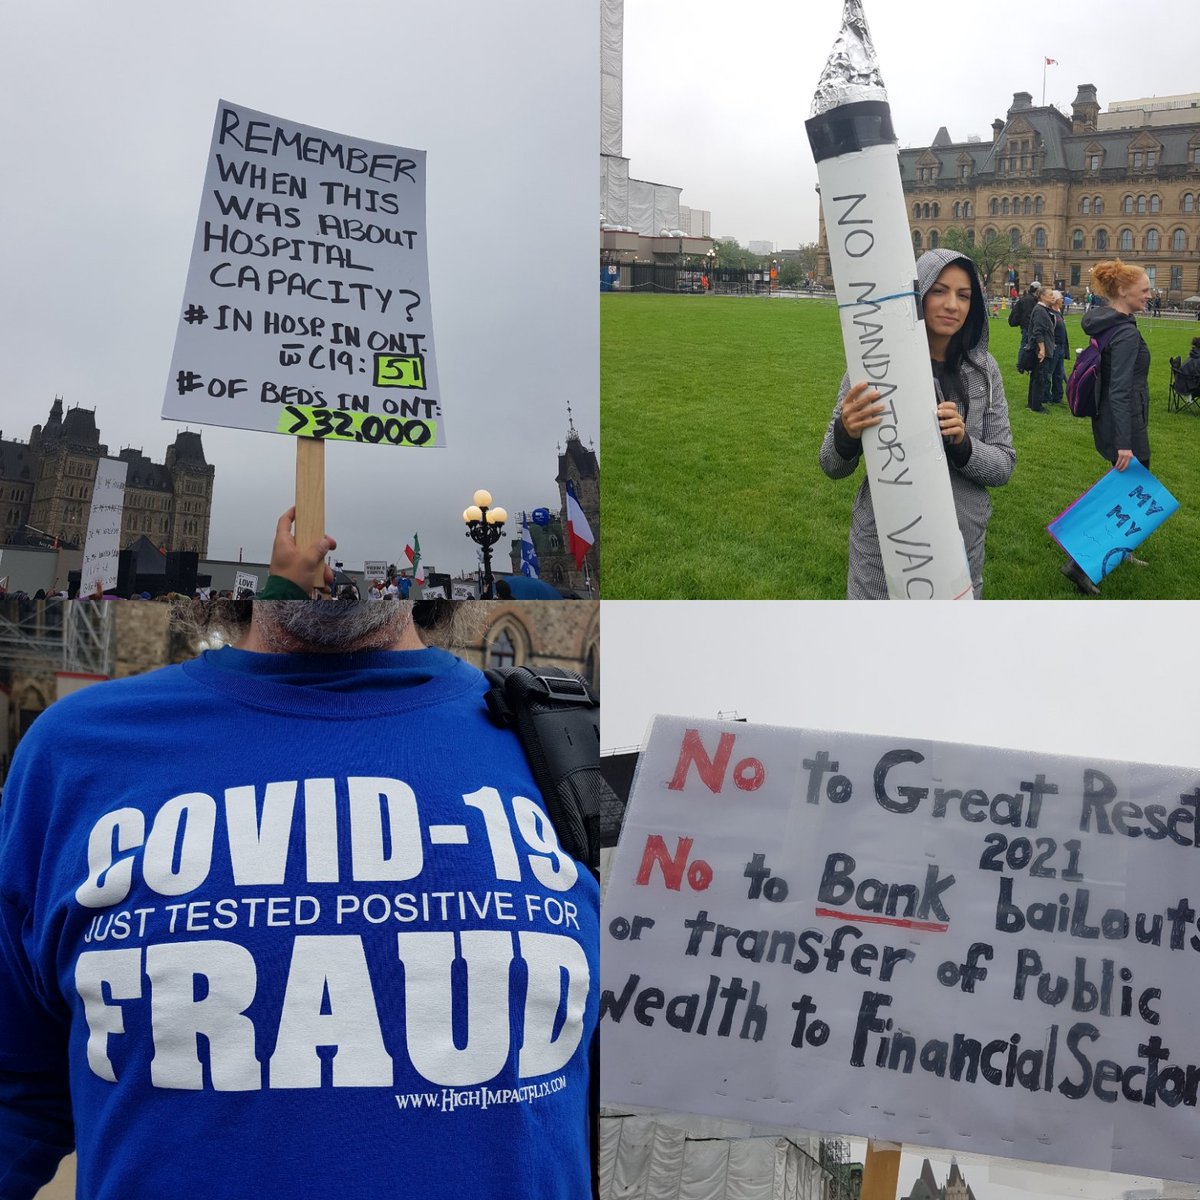 REMEMBER
WHEN THIS
WAS ABOUT
HOSPITAL
CAPACITY?
# IN HOSP. IN ONT.
w̅ C19: 51
# OF BEDS IN ONT:
>32,000
LOVE
NO MANDATORY VAC
MY
MY
COVID-19
JUST TESTED POSITIVE FOR
FRAUD
WWW.HIGHIMPACTFLIX.COM
No to Great Reset
2021
No to Bank baiLouts
or transfer of Public
Wealth to Financial Sector